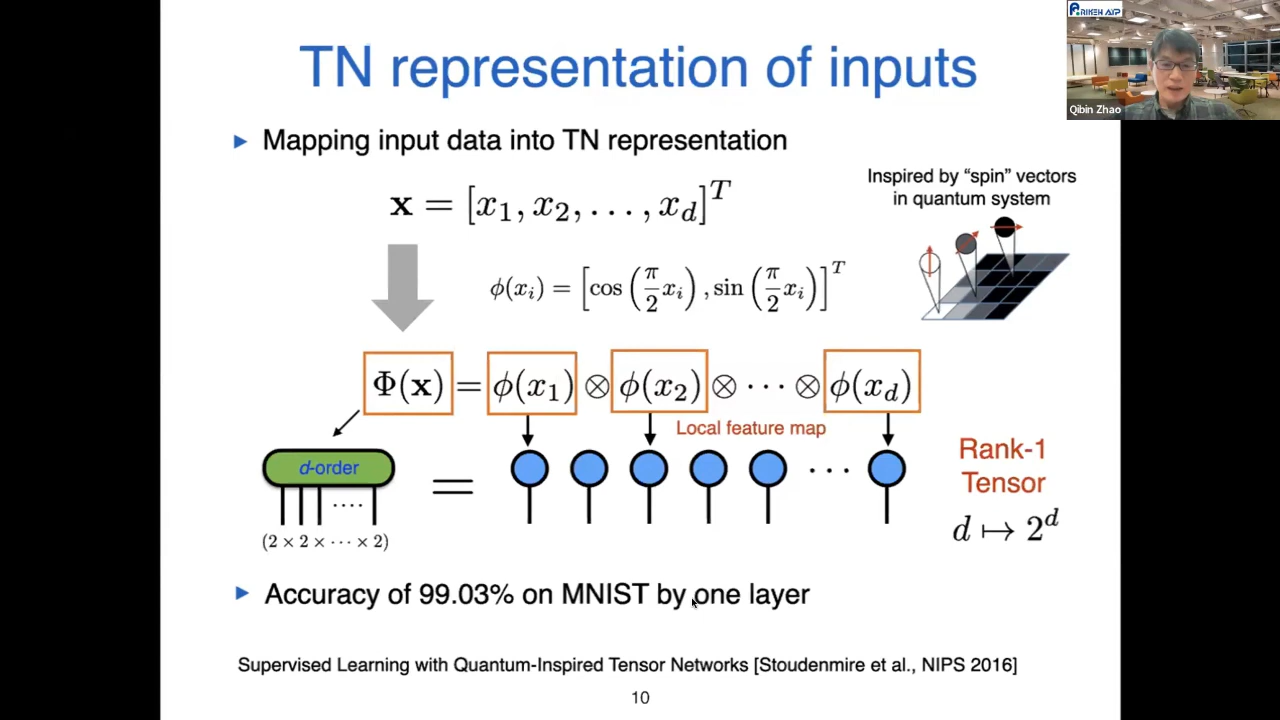 TN representation of inputs
RIKEN AIP
Qibin Zhao
▶ Mapping input data into TN representation
x = [x₁, x₂, . . . , x_d]^T
Inspired by “spin” vectors
in quantum system
ϕ(xᵢ) = [cos (π/2 xᵢ) , sin (π/2 xᵢ)]^T
Φ(x) = ϕ(x₁) ⊗ ϕ(x₂) ⊗ · · · ⊗ ϕ(x_d)
Local feature map
d-order = · · ·
....
(2 × 2 × · · · × 2)
Rank-1
Tensor
d ↦ 2^d
▶ Accuracy of 99.03% on MNIST by one layer
Supervised Learning with Quantum-Inspired Tensor Networks [Stoudenmire et al., NIPS 2016]
10